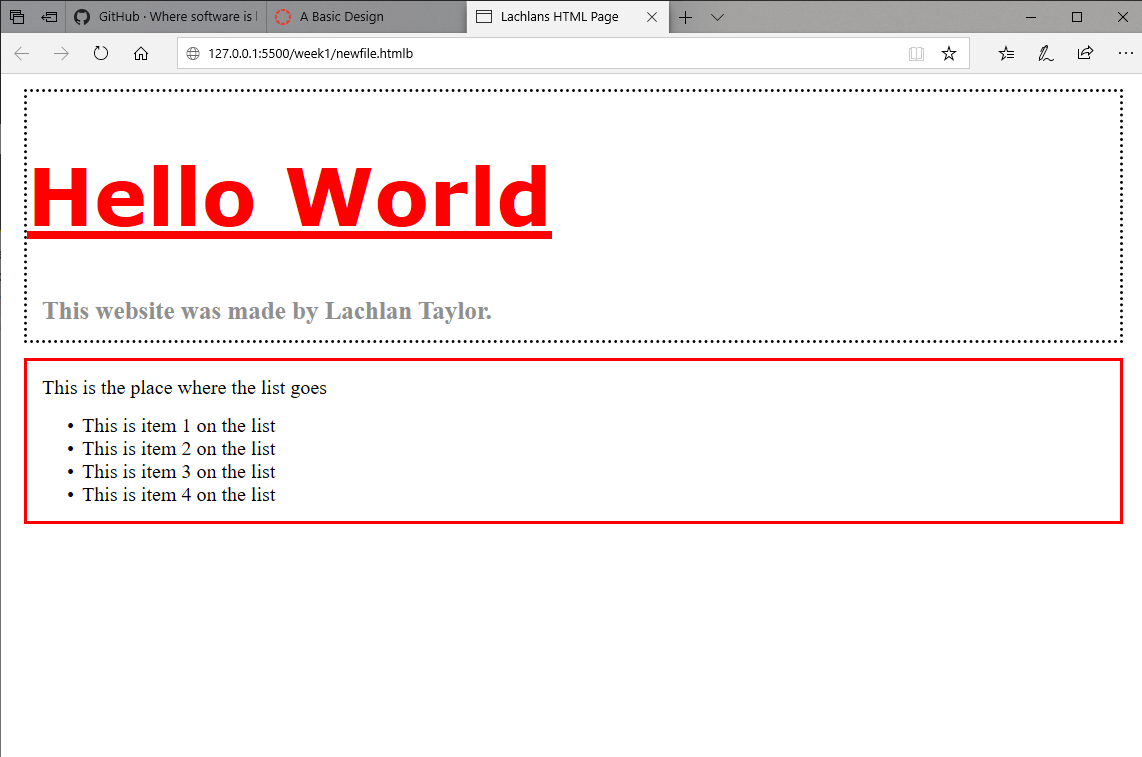 GitHub · Where software is
A Basic Design
Lachlans HTML Page
127.0.0.1:5500/week1/newfile.htmlb
Hello World
This website was made by Lachlan Taylor.
This is the place where the list goes
• This is item 1 on the list
• This is item 2 on the list
• This is item 3 on the list
• This is item 4 on the list